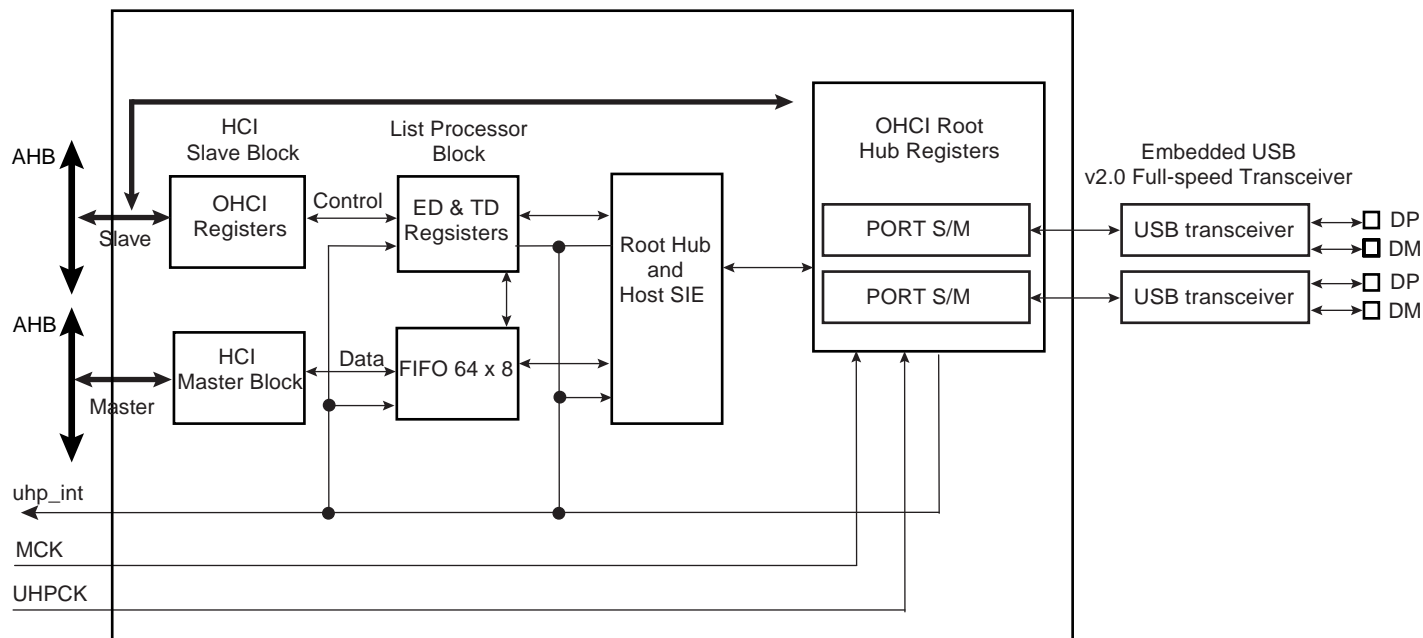 HCI
Slave Block
List Processor
Block
OHCI Root
Hub Registers
Embedded USB
v2.0 Full-speed Transceiver
AHB
Slave
OHCI
Registers
Control
ED & TD
Regsisters
Root Hub
and
Host SIE
PORT S/M
USB transceiver
DP
DM
PORT S/M
USB transceiver
DP
DM
AHB
Master
HCI
Master Block
Data
FIFO 64 x 8
uhp_int
MCK
UHPCK